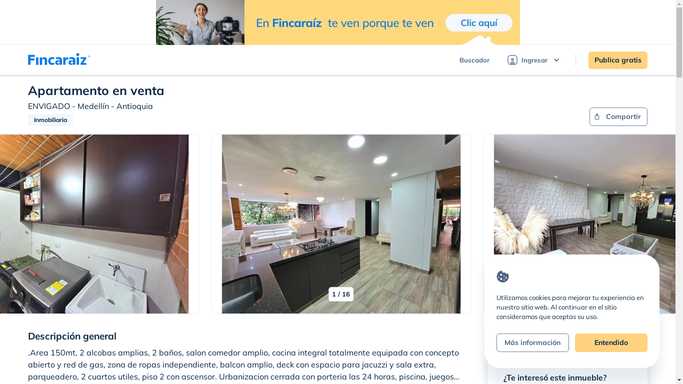 En Fincaraíz te ven porque te ven
Clic aquí
Fincaraiz
Buscador
Ingresar
Publica gratis
Apartamento en venta
ENVIGADO - Medellín - Antioquia
Inmobiliaria
Compartir
1 / 16
Utilizamos cookies para mejorar tu experiencia en
nuestro sitio web. Al continuar en el sitio
consideramos que aceptas su uso.
Más información
Entendido
Descripción general
.Area 150mt, 2 alcobas amplias, 2 baños, salon comedor amplio, cocina integral totalmente equipada con concepto
abierto y red de gas, zona de ropas independiente, balcon amplio, deck con espacio para jacuzzi y sala extra,
parqueadero, 2 cuartos utiles, piso 2 con ascensor. Urbanizacion cerrada con porteria las 24 horas, piscina, juegos...
¿Te interesó este inmueble?